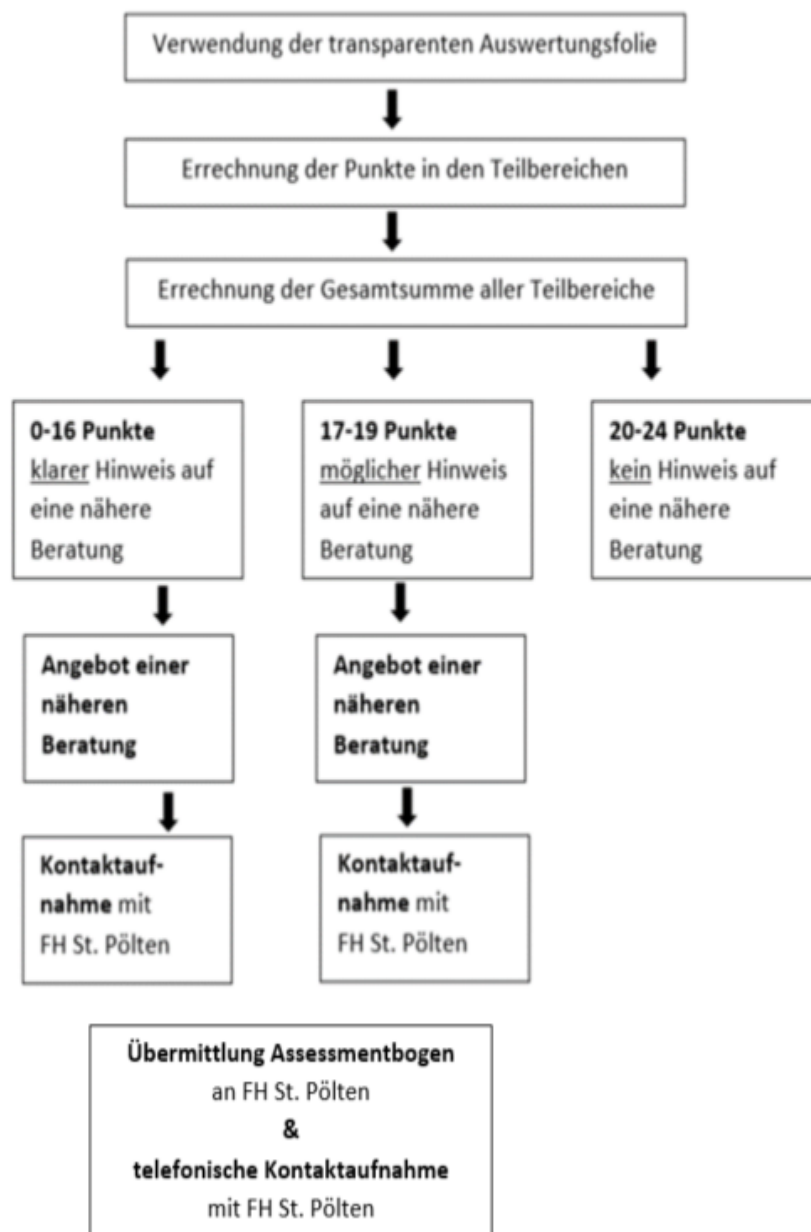 Verwendung der transparenten Auswertungsfolie
Errechnung der Punkte in den Teilbereichen
Errechnung der Gesamtsumme aller Teilbereiche
0-16 Punkte
klarer Hinweis auf
eine nähere
Beratung
17-19 Punkte
möglicher Hinweis
auf eine nähere
Beratung
20-24 Punkte
kein Hinweis auf
eine nähere
Beratung
Angebot einer
näheren
Beratung
Angebot einer
näheren
Beratung
Kontaktauf-
nahme mit
FH St. Pölten
Kontaktauf-
nahme mit
FH St. Pölten
Übermittlung Assessmentbogen
an FH St. Pölten
&
telefonische Kontaktaufnahme
mit FH St. Pölten